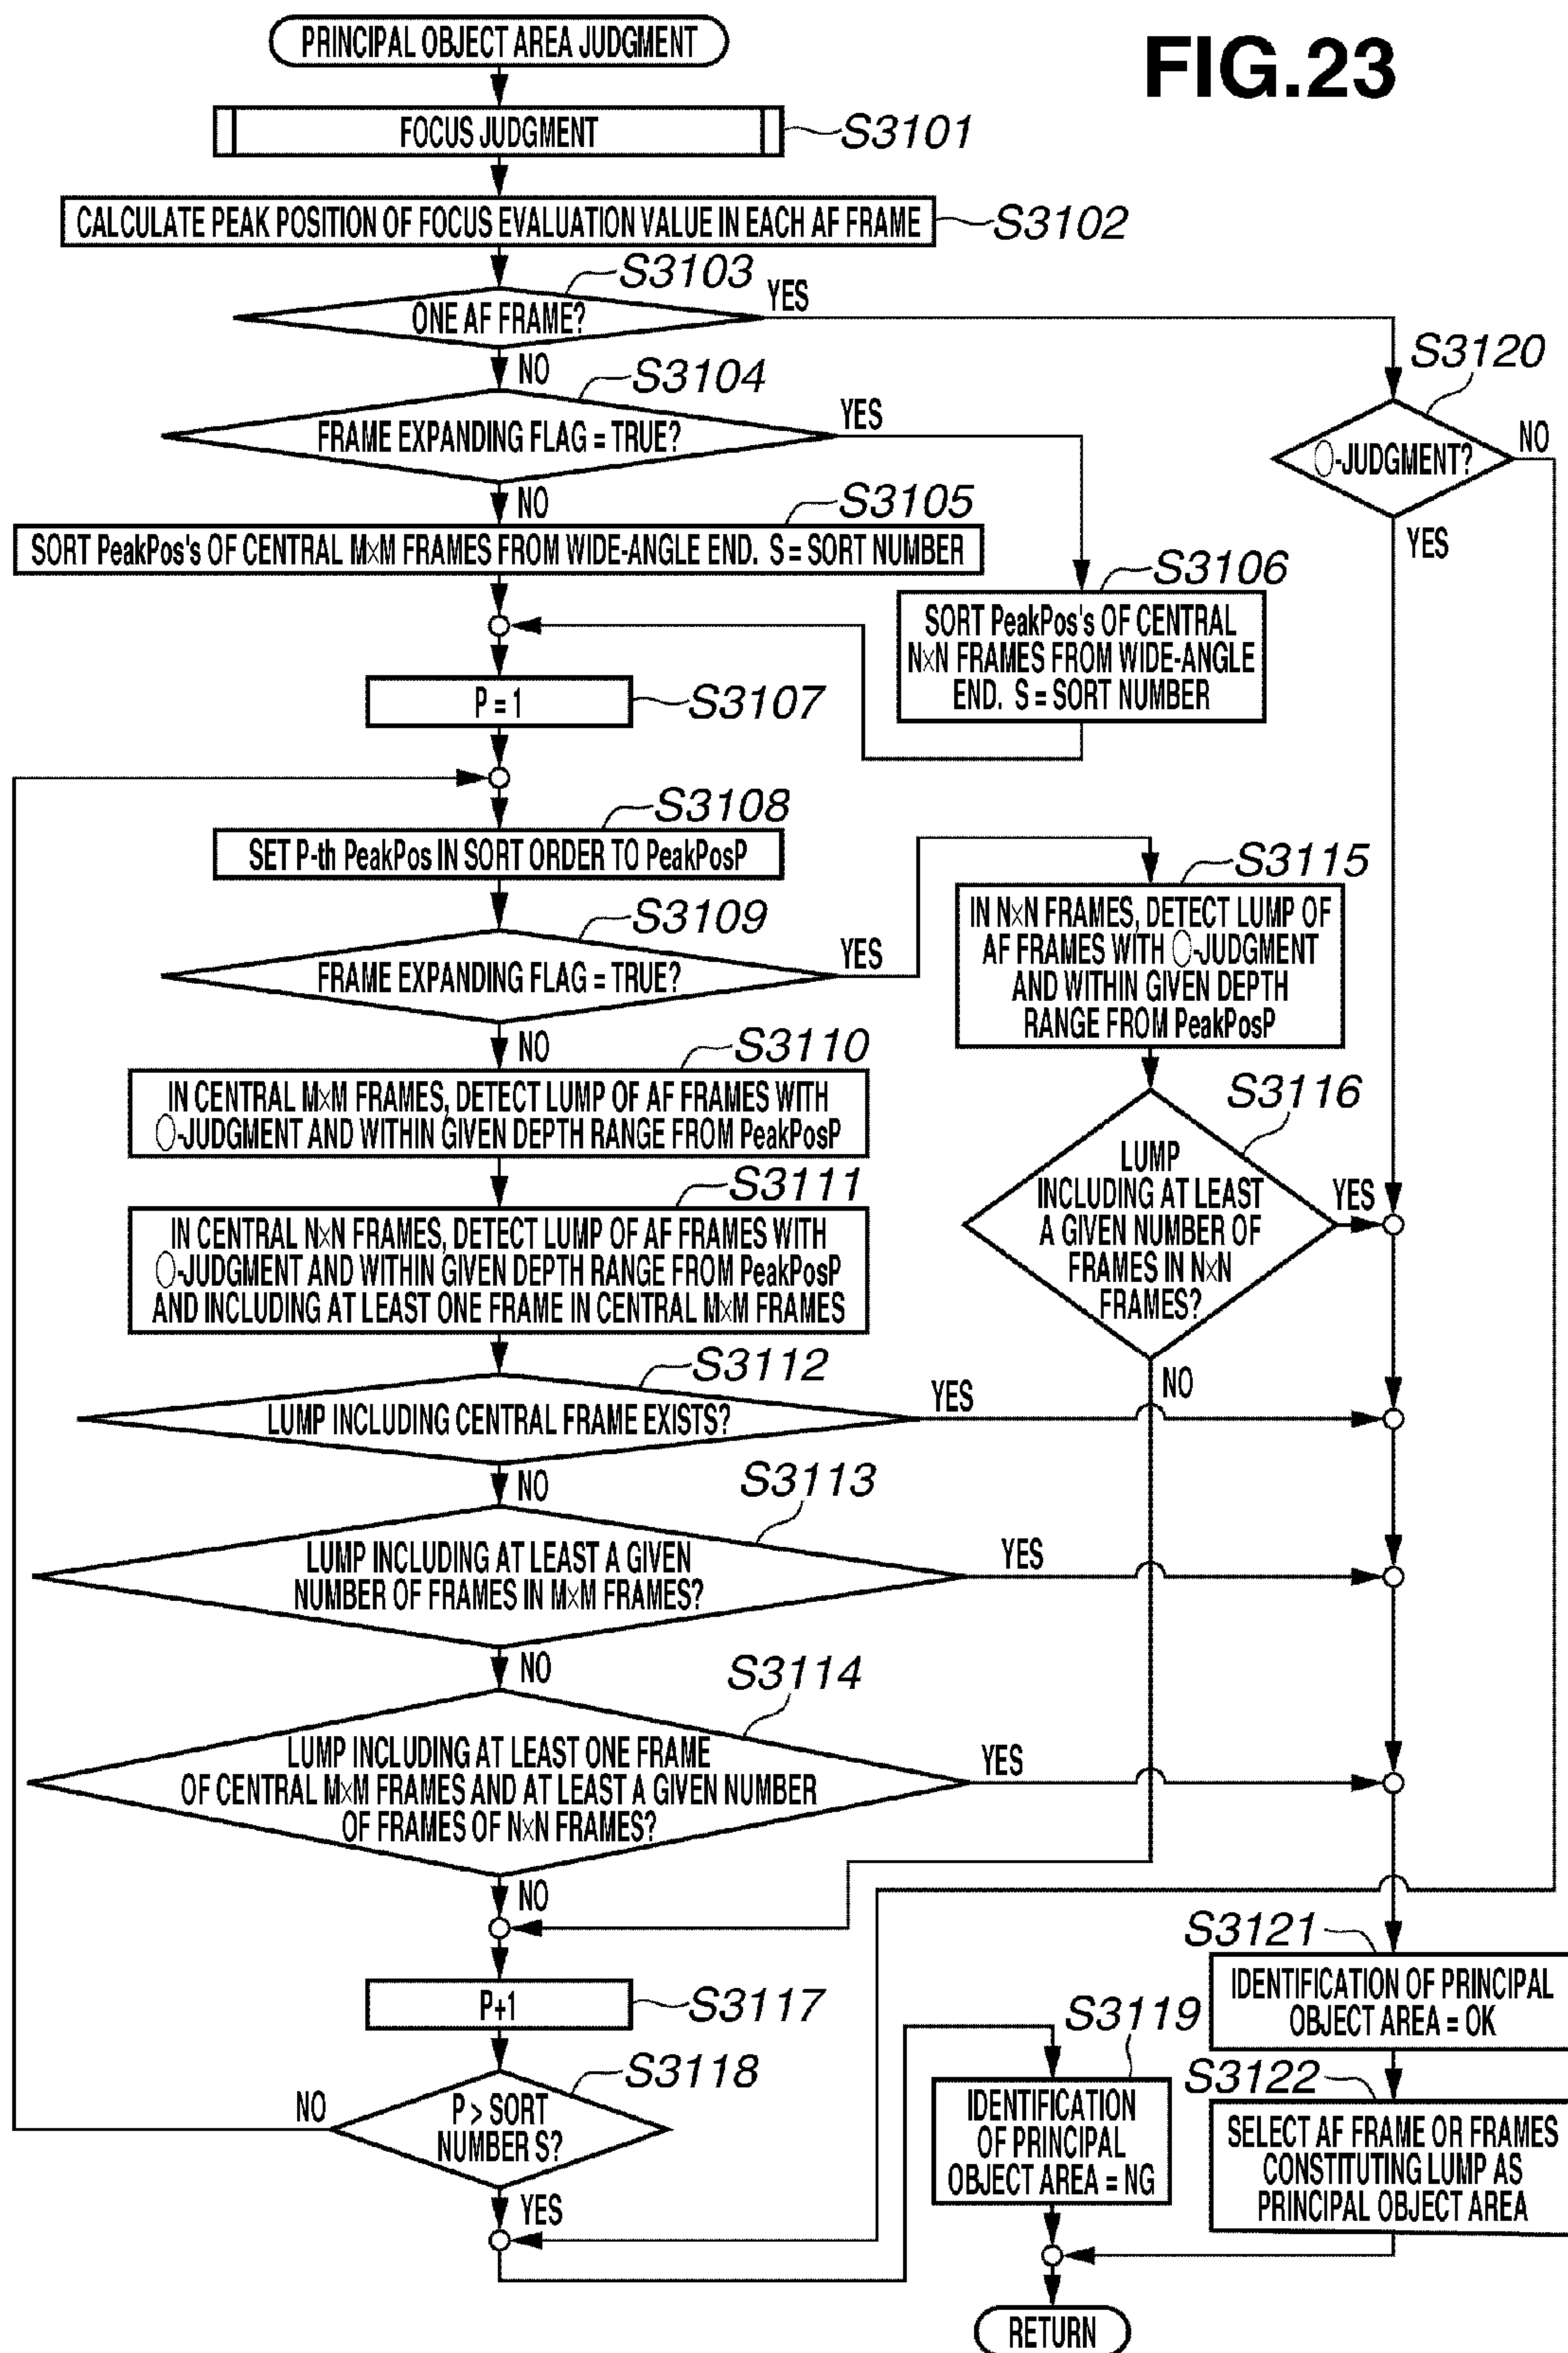 FIG.23
PRINCIPAL OBJECT AREA JUDGMENT
FOCUS JUDGMENT
S3101
CALCULATE PEAK POSITION OF FOCUS EVALUATION VALUE IN EACH AF FRAME
S3102
S3103
ONE AF FRAME?
YES
NO
S3104
FRAME EXPANDING FLAG = TRUE?
YES
NO
S3105
SORT PeakPos's OF CENTRAL M×M FRAMES FROM WIDE-ANGLE END. S = SORT NUMBER
S3106
SORT PeakPos's OF CENTRAL
N×N FRAMES FROM WIDE-ANGLE
END. S = SORT NUMBER
P = 1
S3107
S3108
SET P-th PeakPos IN SORT ORDER TO PeakPosP
S3109
FRAME EXPANDING FLAG = TRUE?
YES
NO
S3110
IN CENTRAL M×M FRAMES, DETECT LUMP OF AF FRAMES WITH
○-JUDGMENT AND WITHIN GIVEN DEPTH RANGE FROM PeakPosP
S3111
IN CENTRAL N×N FRAMES, DETECT LUMP OF AF FRAMES WITH
○-JUDGMENT AND WITHIN GIVEN DEPTH RANGE FROM PeakPosP
AND INCLUDING AT LEAST ONE FRAME IN CENTRAL M×M FRAMES
S3112
LUMP INCLUDING CENTRAL FRAME EXISTS?
YES
NO
S3113
LUMP INCLUDING AT LEAST A GIVEN
NUMBER OF FRAMES IN M×M FRAMES?
YES
NO
S3114
LUMP INCLUDING AT LEAST ONE FRAME
OF CENTRAL M×M FRAMES AND AT LEAST A GIVEN NUMBER
OF FRAMES OF N×N FRAMES?
YES
NO
S3115
IN N×N FRAMES, DETECT LUMP OF
AF FRAMES WITH ○-JUDGMENT
AND WITHIN GIVEN DEPTH
RANGE FROM PeakPosP
S3116
LUMP
INCLUDING AT LEAST
A GIVEN NUMBER OF
FRAMES IN N×N
FRAMES?
YES
NO
P+1
S3117
S3118
P > SORT
NUMBER S?
NO
YES
S3119
IDENTIFICATION
OF PRINCIPAL
OBJECT AREA = NG
S3120
○-JUDGMENT?
NO
YES
S3121
IDENTIFICATION OF PRINCIPAL
OBJECT AREA = OK
S3122
SELECT AF FRAME OR FRAMES
CONSTITUTING LUMP AS
PRINCIPAL OBJECT AREA
RETURN